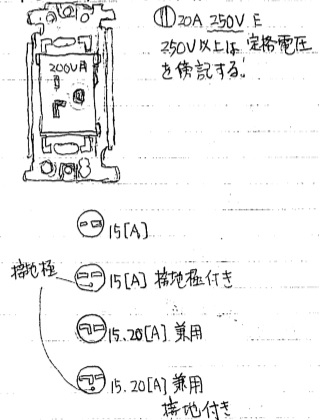 ⑪20A 250V E
250V以上は 定格電圧
を傍記する。
200V用
15[A]
接地極
15[A] 接地極付き
15.20[A] 兼用
15.20[A] 兼用
接地付き